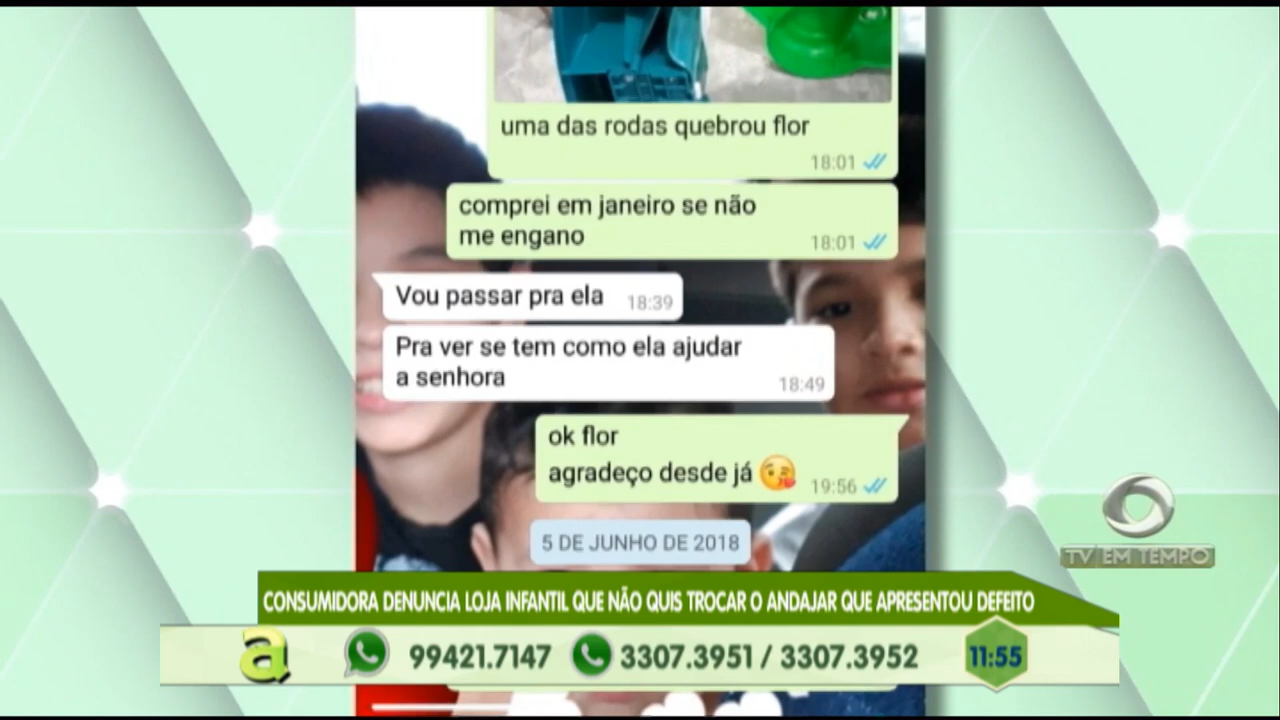 uma das rodas quebrou flor
18:01
comprei em janeiro se não
me engano
18:01
Vou passar pra ela
18:39
Pra ver se tem como ela ajudar
a senhora
18:49
ok flor
agradeço desde já 😘
19:56
5 DE JUNHO DE 2018
TV EM TEMPO
CONSUMIDORA DENUNCIA LOJA INFANTIL QUE NÃO QUIS TROCAR O ANDAJAR QUE APRESENTOU DEFEITO
a 99421.7147 3307.3951 / 3307.3952 11:55